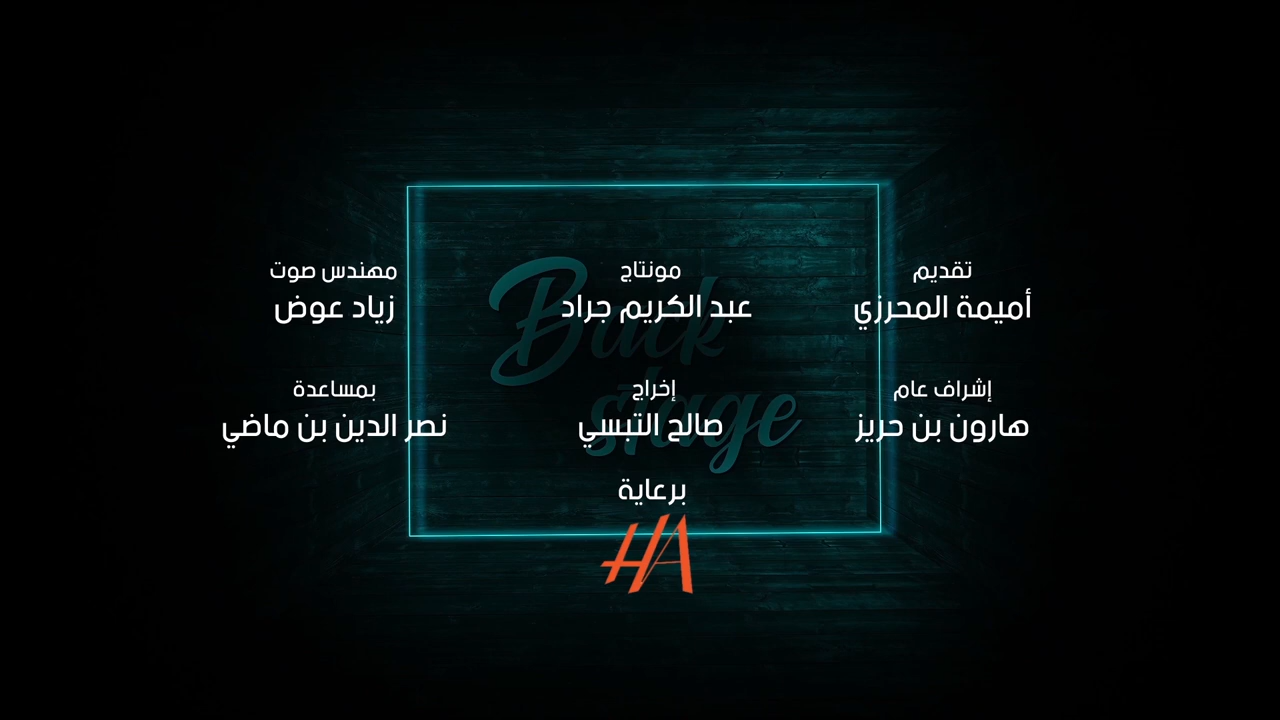 تقديم
أميمة المحرزي
مونتاج
عبد الكريم جراد
مهندس صوت
زياد عوض
إشراف عام
هارون بن حريز
إخراج
صالح التبسي
بمساعدة
نصر الدين بن ماضي
Back
stage
برعاية
HA